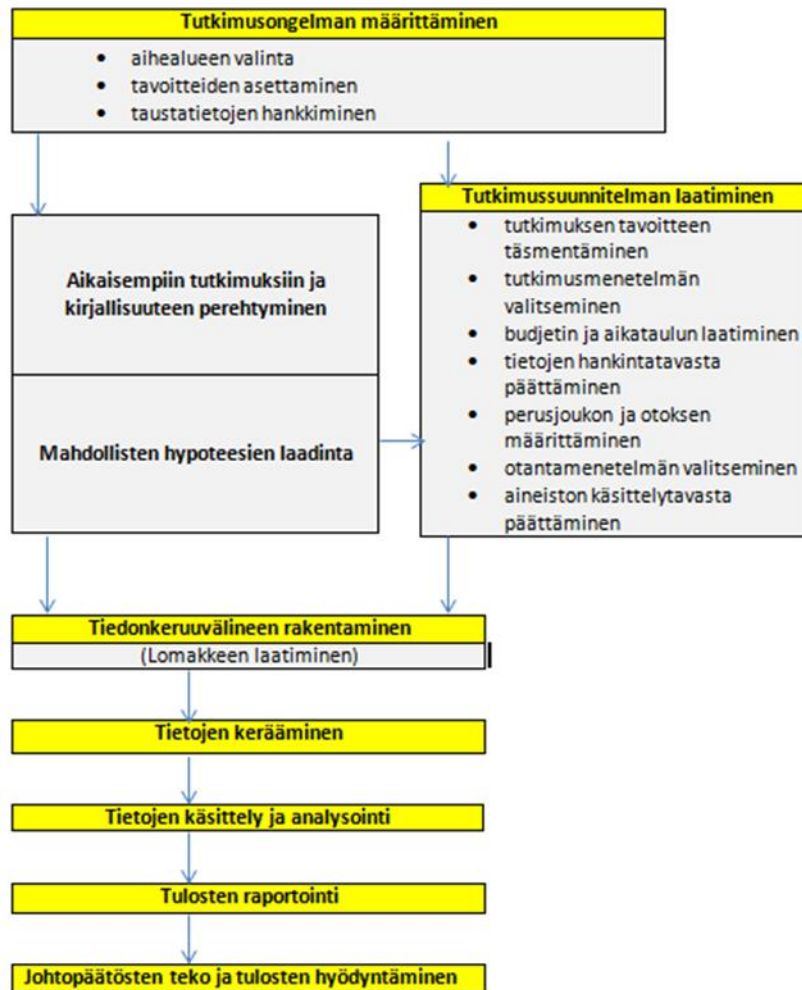 Tutkimusongelman määrittäminen
• aihealueen valinta
• tavoitteiden asettaminen
• taustatietojen hankkiminen
Aikaisempiin tutkimuksiin ja
kirjallisuuteen perehtyminen
Mahdollisten hypoteesien laadinta
Tutkimussuunnitelman laatiminen
• tutkimuksen tavoitteen
täsmentäminen
• tutkimusmenetelmän
valitseminen
• budjetin ja aikataulun laatiminen
• tietojen hankintatavasta
päättäminen
• perusjoukon ja otoksen
määrittäminen
• otantamenetelmän valitseminen
• aineiston käsittelytavasta
päättäminen
Tiedonkeruuvälineen rakentaminen
(Lomakkeen laatiminen)
Tietojen kerääminen
Tietojen käsittely ja analysointi
Tulosten raportointi
Johtopäätösten teko ja tulosten hyödyntäminen